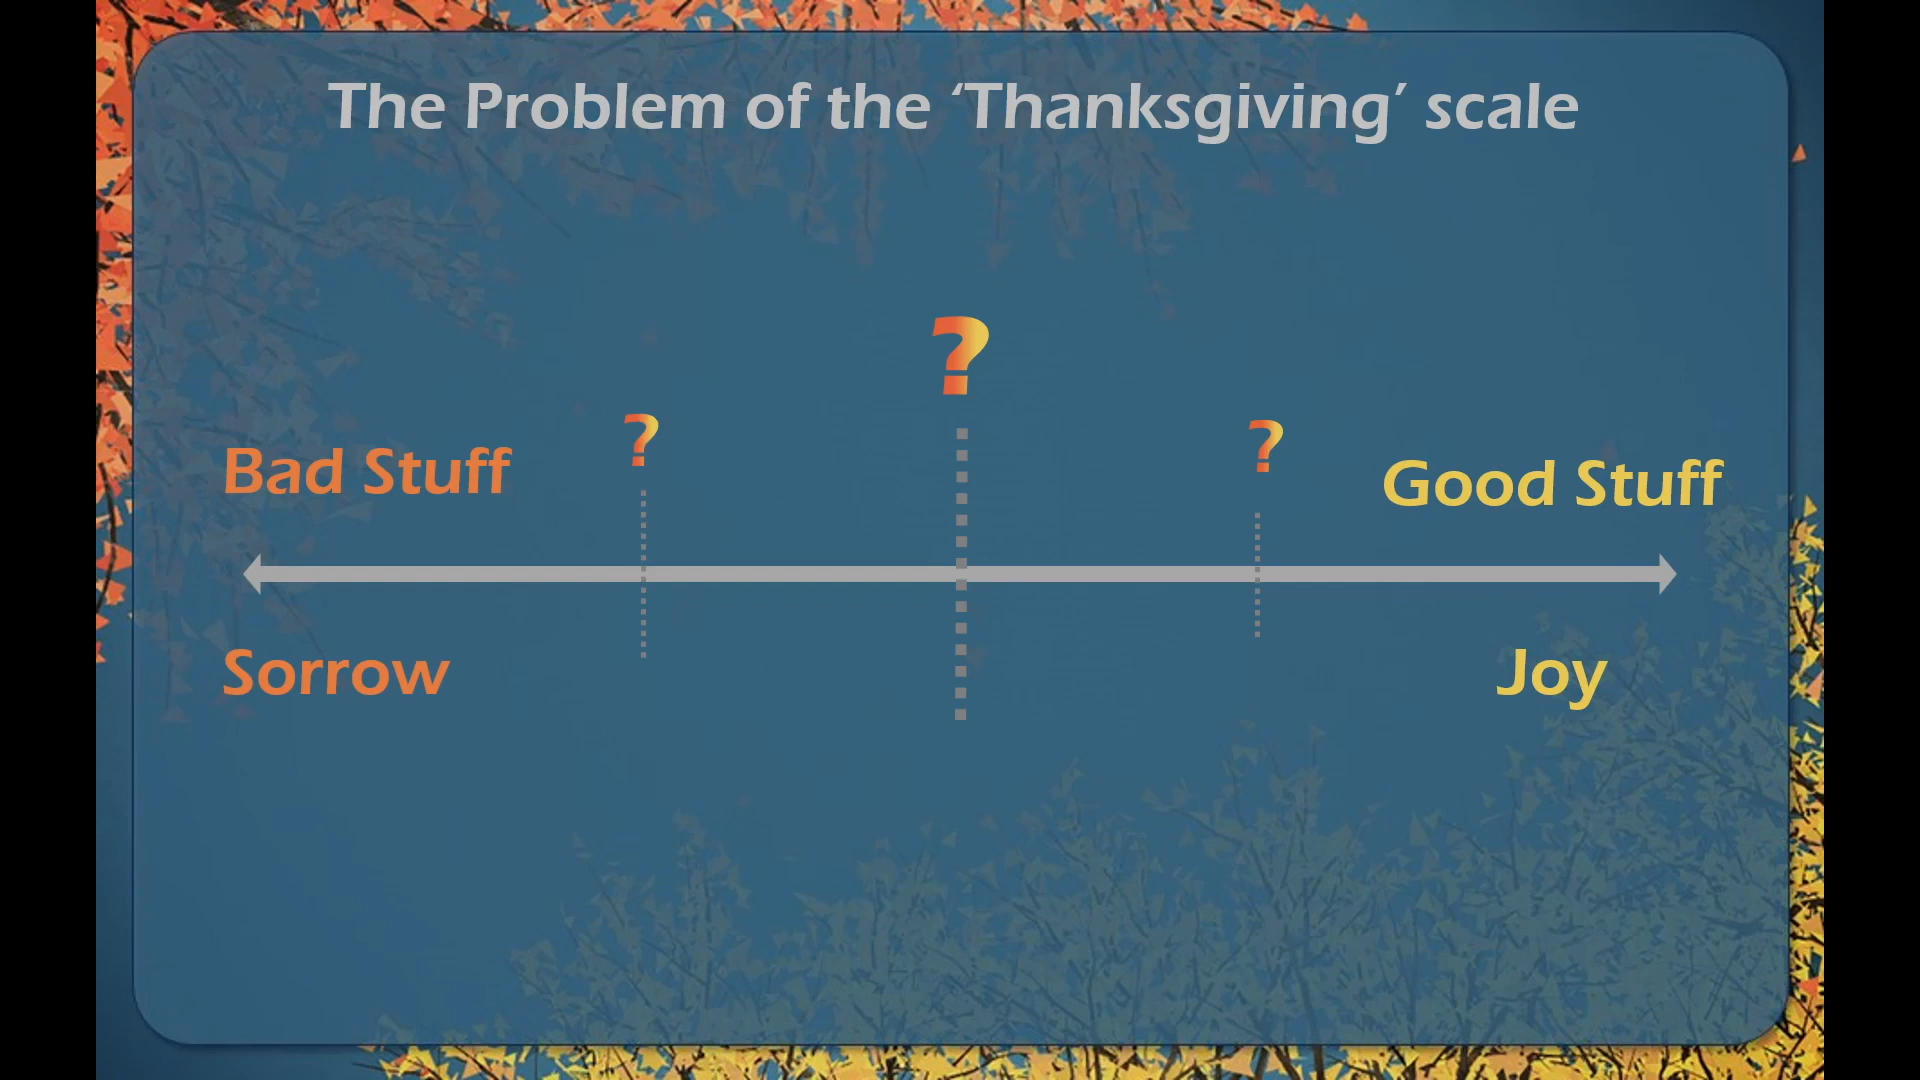 The Problem of the ‘Thanksgiving’ scale
?
? ?
Bad Stuff
Good Stuff
Sorrow
Joy